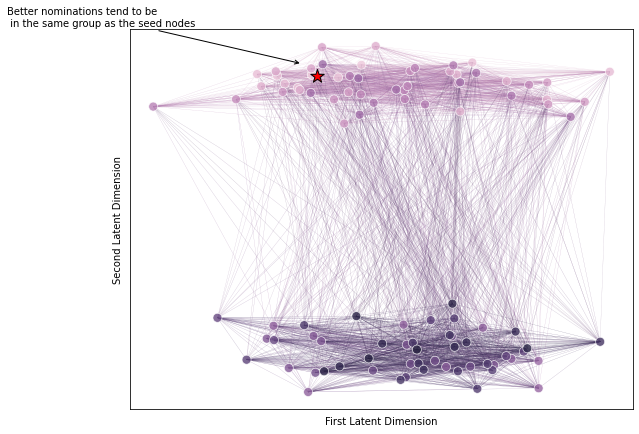 Better nominations tend to be
in the same group as the seed nodes
Second Latent Dimension
First Latent Dimension